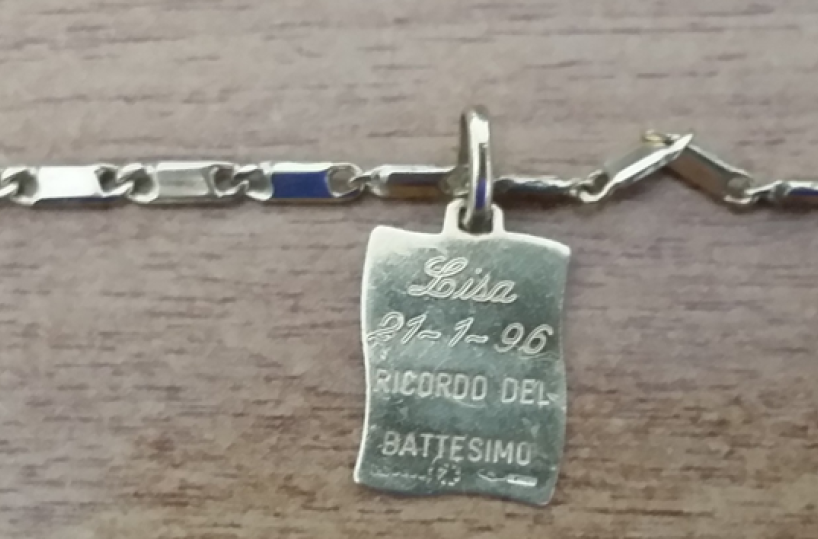 Lisa
21-1-96
RICORDO DEL
BATTESIMO